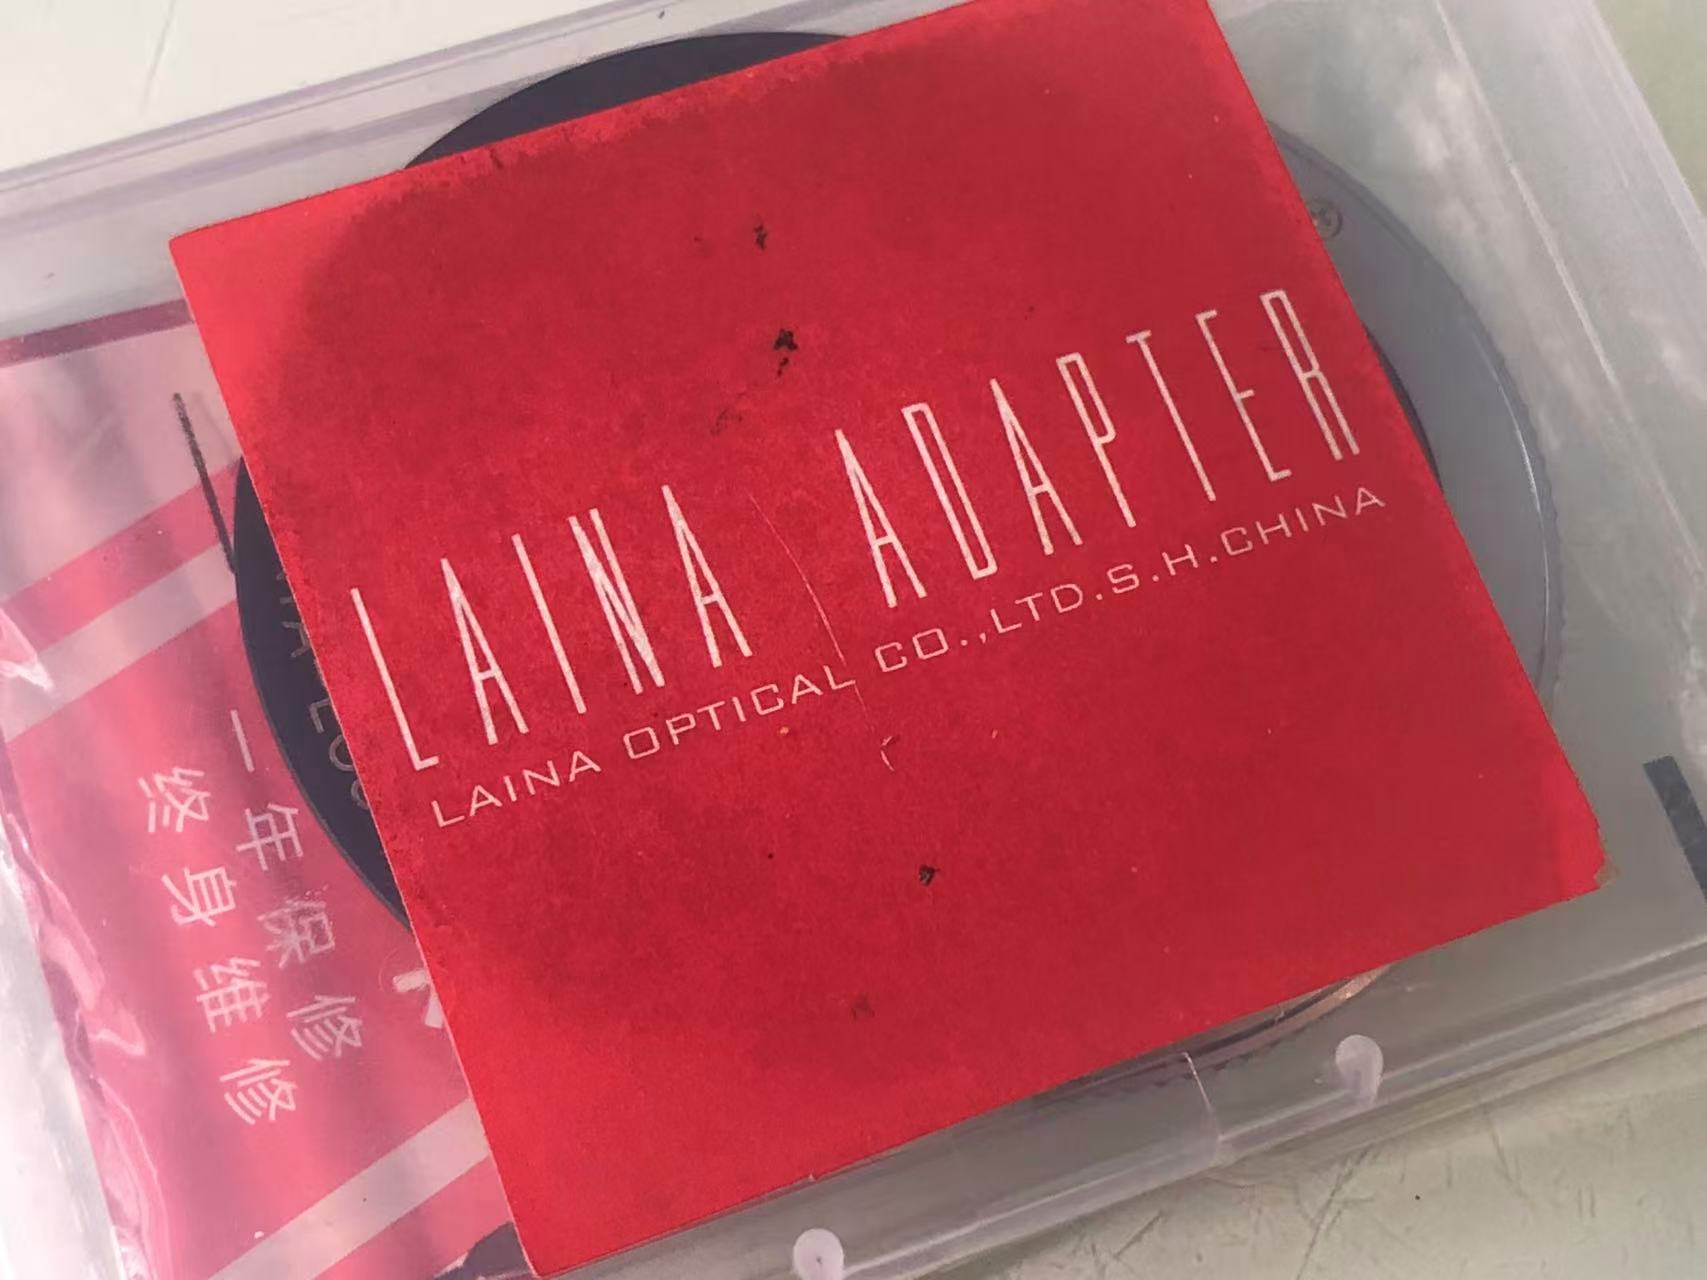 LAINA ADAPTER
LAINA OPTICAL CO.,LTD.S.H.CHINA
一年保修
终身维修